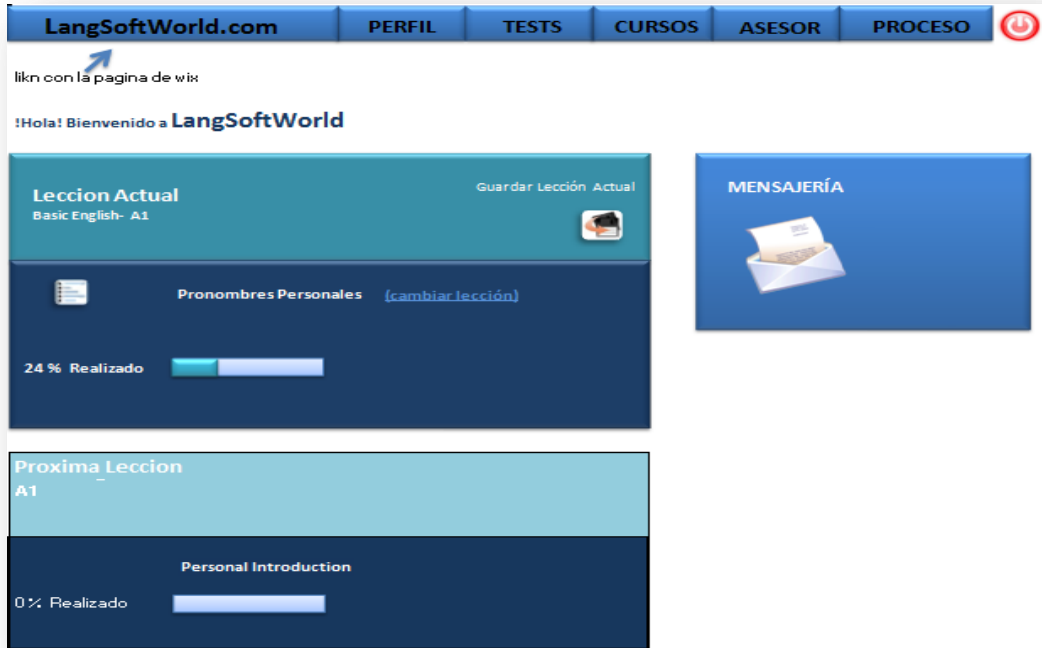 LangSoftWorld.com PERFIL TESTS CURSOS ASESOR PROCESO
likn con la pagina de wix
!Hola! Bienvenido a LangSoftWorld
Leccion Actual
Basic English- A1
Guardar Lección Actual
MENSAJERÍA
Pronombres Personales (cambiar lección)
24 % Realizado
Proxima Leccion
A1
Personal Introduction
0% Realizado